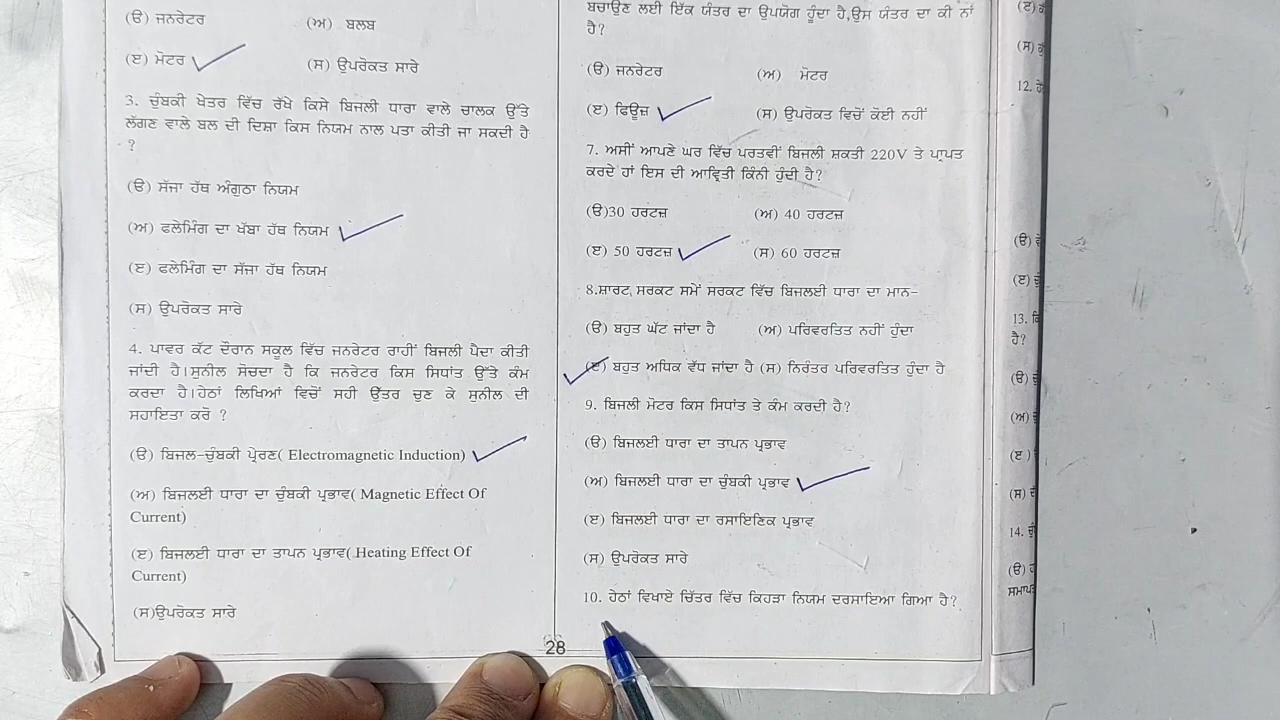 (ੳ) ਜਨਰੇਟਰ (ਅ) ਬਲਬ
(ੲ) ਮੋਟਰ (ਸ) ਉਪਰੋਕਤ ਸਾਰੇ
3. ਚੁੰਬਕੀ ਖੇਤਰ ਵਿੱਚ ਰੱਖੇ ਕਿਸੇ ਬਿਜਲੀ ਧਾਰਾ ਵਾਲੇ ਚਾਲਕ ਉੱਤੇ
ਲੱਗਣ ਵਾਲੇ ਬਲ ਦੀ ਦਿਸ਼ਾ ਕਿਸ ਨਿਯਮ ਨਾਲ ਪਤਾ ਕੀਤੀ ਜਾ ਸਕਦੀ ਹੈ
?
(ੳ) ਸੱਜਾ ਹੱਥ ਅੰਗੂਠਾ ਨਿਯਮ
(ਅ) ਫਲੇਮਿੰਗ ਦਾ ਖੱਬਾ ਹੱਥ ਨਿਯਮ
(ੲ) ਫਲੇਮਿੰਗ ਦਾ ਸੱਜਾ ਹੱਥ ਨਿਯਮ
(ਸ) ਉਪਰੋਕਤ ਸਾਰੇ
4. ਪਾਵਰ ਕੱਟ ਦੌਰਾਨ ਸਕੂਲ ਵਿੱਚ ਜਨਰੇਟਰ ਰਾਹੀਂ ਬਿਜਲੀ ਪੈਦਾ ਕੀਤੀ
ਜਾਂਦੀ ਹੈ।ਸੁਨੀਲ ਸੋਚਦਾ ਹੈ ਕਿ ਜਨਰੇਟਰ ਕਿਸ ਸਿਧਾਂਤ ਉੱਤੇ ਕੰਮ
ਕਰਦਾ ਹੈ।ਹੇਠਾਂ ਲਿਖਿਆਂ ਵਿਚੋਂ ਸਹੀ ਉੱਤਰ ਚੁਣ ਕੇ ਸੁਨੀਲ ਦੀ
ਸਹਾਇਤਾ ਕਰੋ ?
(ੳ) ਬਿਜਲ-ਚੁੰਬਕੀ ਪ੍ਰੇਰਣ( Electromagnetic Induction)
(ਅ) ਬਿਜਲਈ ਧਾਰਾ ਦਾ ਚੁੰਬਕੀ ਪ੍ਰਭਾਵ( Magnetic Effect Of
Current)
(ੲ) ਬਿਜਲਈ ਧਾਰਾ ਦਾ ਤਾਪਨ ਪ੍ਰਭਾਵ( Heating Effect Of
Current)
(ਸ)ਉਪਰੋਕਤ ਸਾਰੇ
ਬਚਾਉਣ ਲਈ ਇੱਕ ਯੰਤਰ ਦਾ ਉਪਯੋਗ ਹੂੰਦਾ ਹੈ,ਉਸ ਯੰਤਰ ਦਾ ਕੀ ਨਾਂ
ਹੈ?
(ੳ) ਜਨਰੇਟਰ (ਅ) ਮੋਟਰ
(ੲ) ਫਿਊਜ਼ (ਸ) ਉਪਰੋਕਤ ਵਿਚੋਂ ਕੋਈ ਨਹੀਂ
7. ਅਸੀਂ ਆਪਣੇ ਘਰ ਵਿੱਚ ਪਰਤਵੀਂ ਬਿਜਲੀ ਸ਼ਕਤੀ 220V ਤੇ ਪ੍ਰਾਪਤ
ਕਰਦੇ ਹਾਂ ਇਸ ਦੀ ਆਵ੍ਰਿਤੀ ਕਿੰਨੀ ਹੁੰਦੀ ਹੈ?
(ੳ)30 ਹਰਟਜ਼ (ਅ) 40 ਹਰਟਜ਼
(ੲ) 50 ਹਰਟਜ਼ (ਸ) 60 ਹਰਟਜ਼
8.ਸ਼ਾਰਟ ਸਰਕਟ ਸਮੇਂ ਸਰਕਟ ਵਿੱਚ ਬਿਜਲਈ ਧਾਰਾ ਦਾ ਮਾਨ-
(ੳ) ਬਹੁਤ ਘੱਟ ਜਾਂਦਾ ਹੈ (ਅ) ਪਰਿਵਰਤਿਤ ਨਹੀਂ ਹੁੰਦਾ
(ੲ) ਬਹੁਤ ਅਧਿਕ ਵੱਧ ਜਾਂਦਾ ਹੈ (ਸ) ਨਿਰੰਤਰ ਪਰਿਵਰਤਿਤ ਹੁੰਦਾ ਹੈ
9. ਬਿਜਲੀ ਮੋਟਰ ਕਿਸ ਸਿਧਾਂਤ ਤੇ ਕੰਮ ਕਰਦੀ ਹੈ?
(ੳ) ਬਿਜਲਈ ਧਾਰਾ ਦਾ ਤਾਪਨ ਪ੍ਰਭਾਵ
(ਅ) ਬਿਜਲਈ ਧਾਰਾ ਦਾ ਚੁੰਬਕੀ ਪ੍ਰਭਾਵ
(ੲ) ਬਿਜਲਈ ਧਾਰਾ ਦਾ ਰਸਾਇਣਿਕ ਪ੍ਰਭਾਵ
(ਸ) ਉਪਰੋਕਤ ਸਾਰੇ
10. ਹੇਠਾਂ ਵਿਖਾਏ ਚਿੱਤਰ ਵਿੱਚ ਕਿਹੜਾ ਨਿਯਮ ਦਰਸਾਇਆ ਗਿਆ ਹੈ?
28
(ੲ)
(ਸ)
12.
(ੳ)
(ੲ)
13.
ਹੈ?
(ੳ)
(ਅ)
(ੲ)
(ਸ)
14.
(ੳ)